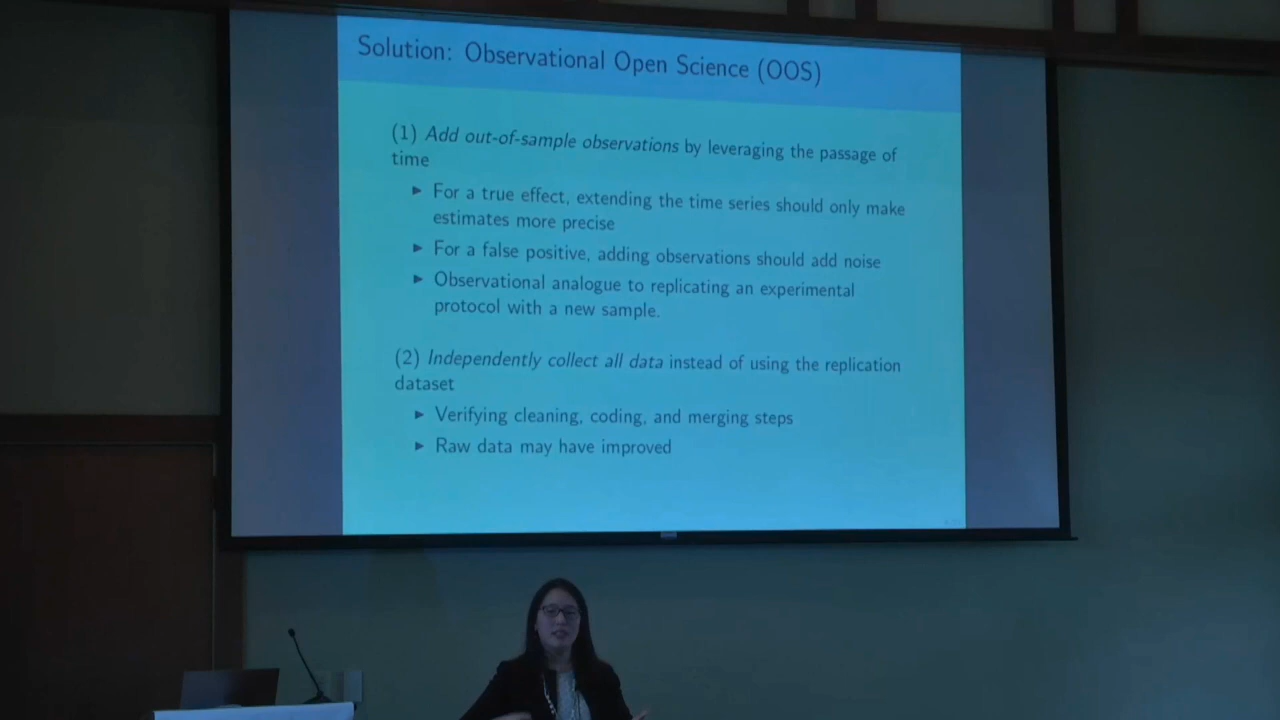 Solution: Observational Open Science (OOS)
(1) Add out-of-sample observations by leveraging the passage of
time
▶ For a true effect, extending the time series should only make
estimates more precise
▶ For a false positive, adding observations should add noise
▶ Observational analogue to replicating an experimental
protocol with a new sample.
(2) Independently collect all data instead of using the replication
dataset
▶ Verifying cleaning, coding, and merging steps
▶ Raw data may have improved